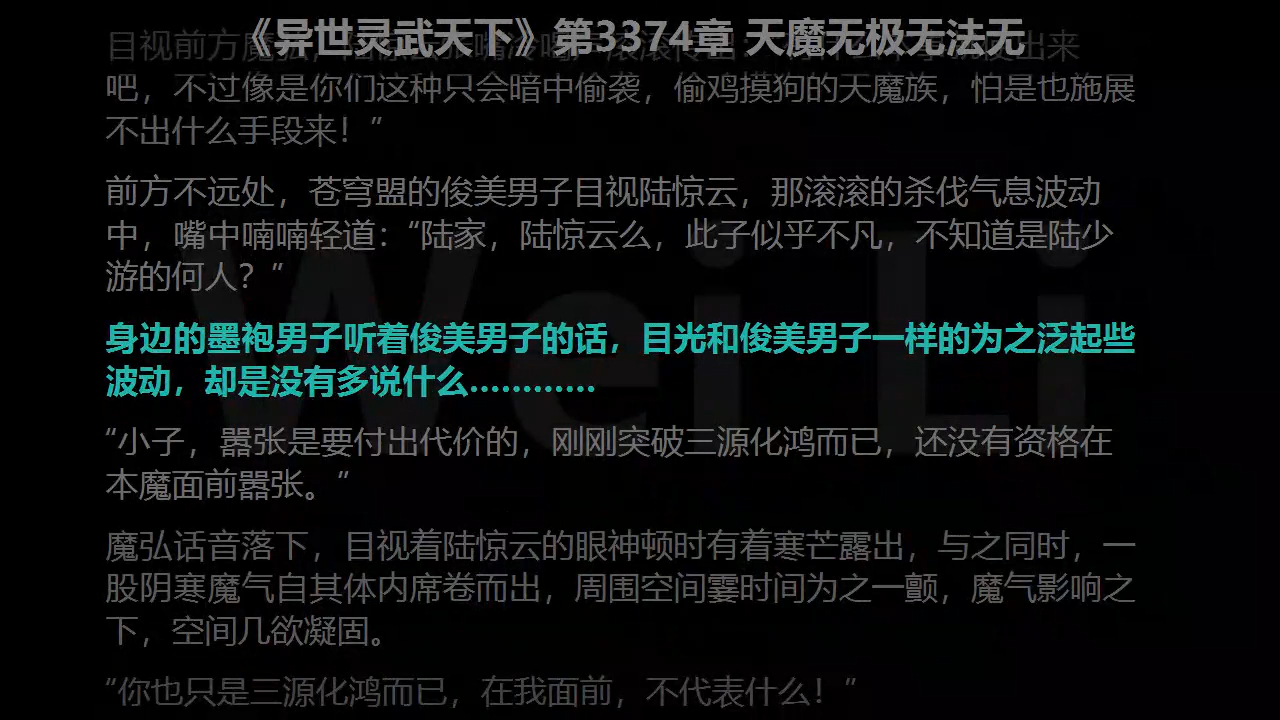 《异世灵武天下》第3374章 天魔无极无法无
目视前方魔弘，陆惊云
出来
吧，不过像是你们这种只会暗中偷袭，偷鸡摸狗的天魔族，怕是也施展
不出什么手段来！”
前方不远处，苍穹盟的俊美男子目视陆惊云，那滚滚的杀伐气息波动
中，嘴中喃喃轻道：“陆家，陆惊云么，此子似乎不凡，不知道是陆少
游的何人？”
身边的墨袍男子听着俊美男子的话，目光和俊美男子一样的为之泛起些
波动，却是没有多说什么…………
“小子，嚣张是要付出代价的，刚刚突破三源化鸿而已，还没有资格在
本魔面前嚣张。”
魔弘话音落下，目视着陆惊云的眼神顿时有着寒芒露出，与之同时，一
股阴寒魔气自其体内席卷而出，周围空间霎时间为之一颤，魔气影响之
下，空间几欲凝固。
“你也只是三源化鸿而已，在我面前，不代表什么！”
Wei Li